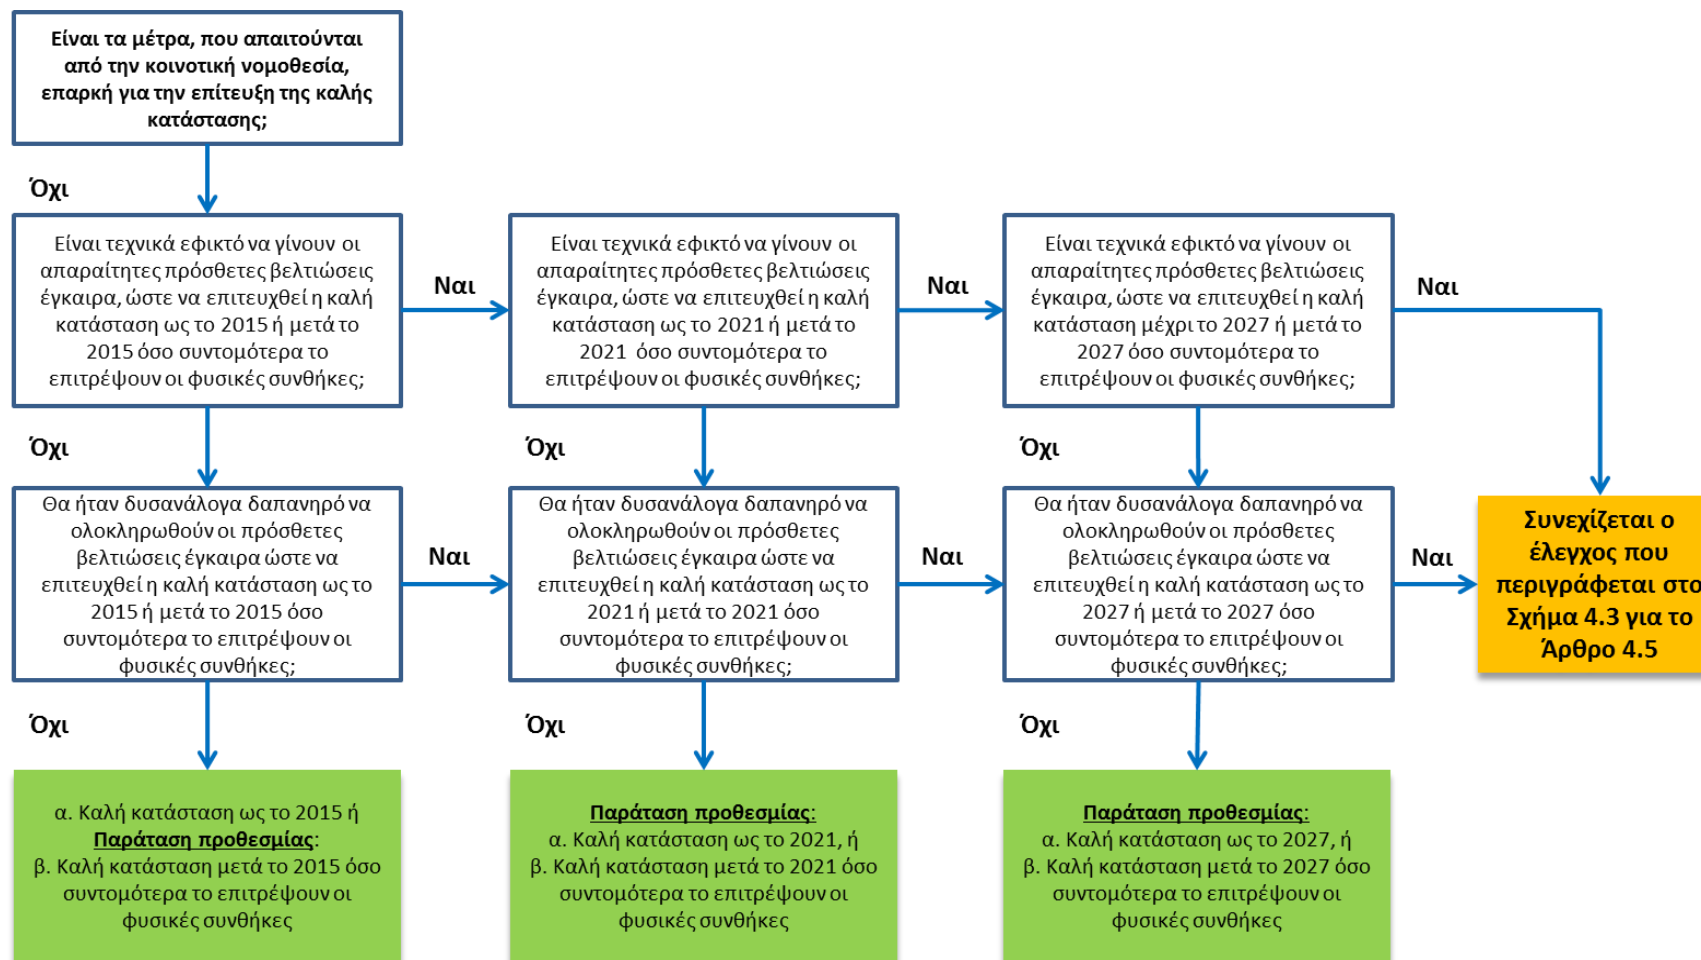 Είναι τα μέτρα, που απαιτούνται
από την κοινοτική νομοθεσία,
επαρκή για την επίτευξη της καλής
κατάστασης;
Όχι
Είναι τεχνικά εφικτό να γίνουν οι
απαραίτητες πρόσθετες βελτιώσεις
έγκαιρα, ώστε να επιτευχθεί η καλή
κατάσταση ως το 2015 ή μετά το
2015 όσο συντομότερα το
επιτρέψουν οι φυσικές συνθήκες;
Ναι
Είναι τεχνικά εφικτό να γίνουν οι
απαραίτητες πρόσθετες βελτιώσεις
έγκαιρα, ώστε να επιτευχθεί η καλή
κατάσταση ως το 2021 ή μετά το
2021 όσο συντομότερα το
επιτρέψουν οι φυσικές συνθήκες;
Ναι
Είναι τεχνικά εφικτό να γίνουν οι
απαραίτητες πρόσθετες βελτιώσεις
έγκαιρα, ώστε να επιτευχθεί η καλή
κατάσταση μέχρι το 2027 ή μετά το
2027 όσο συντομότερα το
επιτρέψουν οι φυσικές συνθήκες;
Ναι
Όχι
Όχι
Όχι
Θα ήταν δυσανάλογα δαπανηρό να
ολοκληρωθούν οι πρόσθετες
βελτιώσεις έγκαιρα ώστε να
επιτευχθεί η καλή κατάσταση ως το
2015 ή μετά το 2015 όσο
συντομότερα το επιτρέψουν οι
φυσικές συνθήκες;
Ναι
Θα ήταν δυσανάλογα δαπανηρό να
ολοκληρωθούν οι πρόσθετες
βελτιώσεις έγκαιρα ώστε να
επιτευχθεί η καλή κατάσταση ως το
2021 ή μετά το 2021 όσο
συντομότερα το επιτρέψουν οι
φυσικές συνθήκες;
Ναι
Θα ήταν δυσανάλογα δαπανηρό να
ολοκληρωθούν οι πρόσθετες
βελτιώσεις έγκαιρα ώστε να
επιτευχθεί η καλή κατάσταση ως το
2027 ή μετά το 2027 όσο
συντομότερα το επιτρέψουν οι
φυσικές συνθήκες;
Ναι
Συνεχίζεται ο
έλεγχος που
περιγράφεται στο
Σχήμα 4.3 για το
Άρθρο 4.5
Όχι
Όχι
Όχι
α. Καλή κατάσταση ως το 2015 ή
Παράταση προθεσμίας:
β. Καλή κατάσταση μετά το 2015 όσο
συντομότερα το επιτρέψουν οι
φυσικές συνθήκες
Παράταση προθεσμίας:
α. Καλή κατάσταση ως το 2021, ή
β. Καλή κατάσταση μετά το 2021 όσο
συντομότερα το επιτρέψουν οι
φυσικές συνθήκες
Παράταση προθεσμίας:
α. Καλή κατάσταση ως το 2027, ή
β. Καλή κατάσταση μετά το 2027 όσο
συντομότερα το επιτρέψουν οι
φυσικές συνθήκες